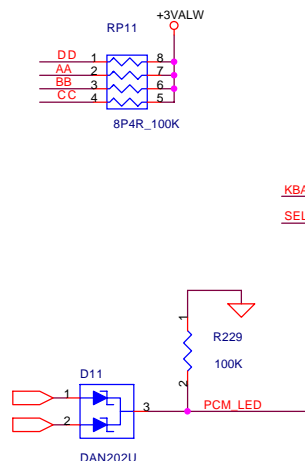 +3VALW
RP11
DD 1 8
AA 2 7
BB 3 6
CC 4 5
8P4R_100K
KBA
SEL
1
R229
100K
2
D11
1
3 PCM_LED
2
DAN202U